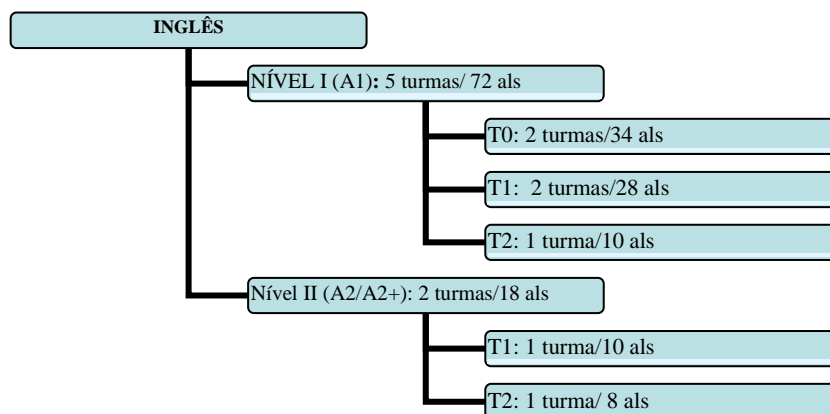 INGLÊS
NÍVEL I (A1): 5 turmas/ 72 als
T0: 2 turmas/34 als
T1:  2 turmas/28 als
T2: 1 turma/10 als
Nível II (A2/A2+): 2 turmas/18 als
T1: 1 turma/10 als
T2: 1 turma/ 8 als